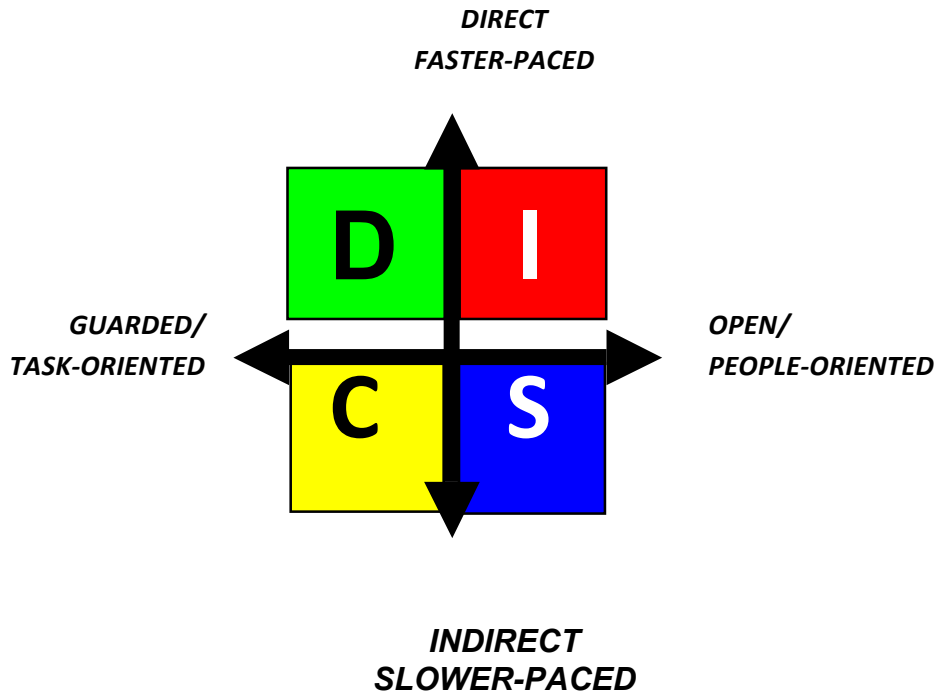 DIRECT
FASTER-PACED
D I
GUARDED/
TASK-ORIENTED
OPEN/
PEOPLE-ORIENTED
C S
INDIRECT
SLOWER-PACED